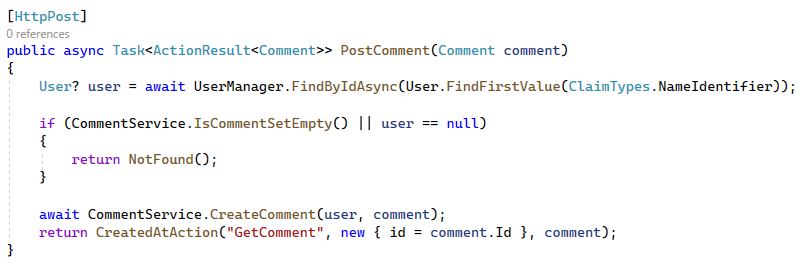 [HttpPost]
0 references
public async Task<ActionResult<Comment>> PostComment(Comment comment)
{
User? user = await UserManager.FindByIdAsync(User.FindFirstValue(ClaimTypes.NameIdentifier));
if (CommentService.IsCommentSetEmpty() || user == null)
{
return NotFound();
}
await CommentService.CreateComment(user, comment);
return CreatedAtAction("GetComment", new { id = comment.Id }, comment);
}